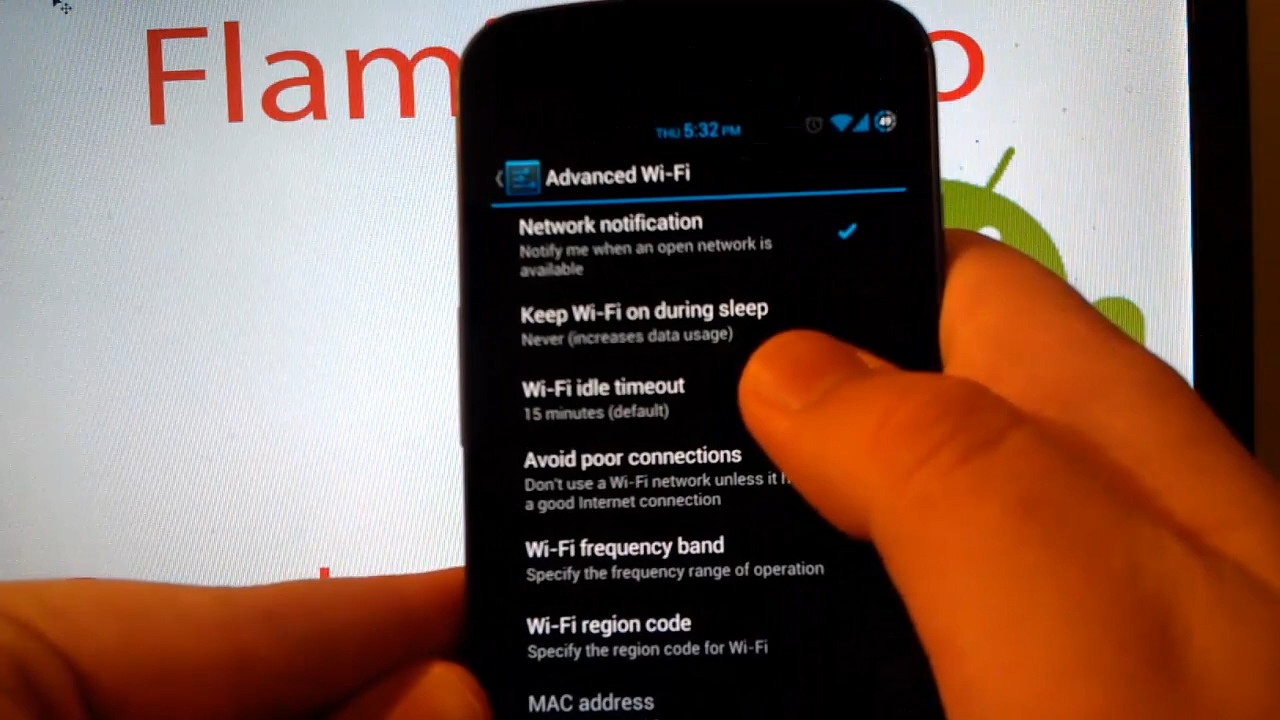 Flam
o
THU 5:32 PM
49
Advanced Wi-Fi
Network notification
Notify me when an open network is
available
Keep Wi-Fi on during sleep
Never (increases data usage)
Wi-Fi idle timeout
15 minutes (default)
Avoid poor connections
Don't use a Wi-Fi network unless it
a good Internet connection
Wi-Fi frequency band
Specify the frequency range of operation
Wi-Fi region code
Specify the region code for Wi-Fi
MAC address